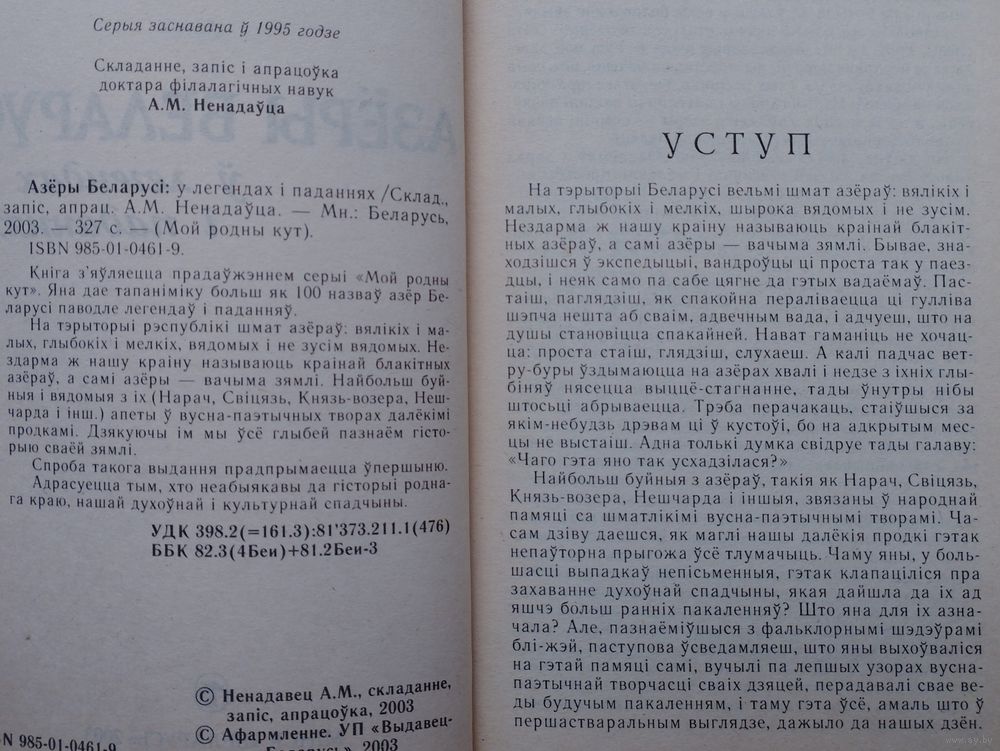 Серыя заснавана ў 1995 годзе
Складанне, запіс і апрацоўка
доктара філалагічных навук
А.М. Ненадаўца
Азёры Беларусі: у легендах і паданнях /Склад.,
запіс, апрац. А.М. Ненадаўца. — Мн.: Беларусь,
2003. — 327 с. — (Мой родны кут).
ISBN 985-01-0461-9.
Кніга з'яўляецца прадаўжэннем серыі «Мой родны
кут». Яна дае тапаніміку больш як 100 назваў азёр Бе-
ларусі паводле легендаў і паданняў.
На тэрыторыі рэспублікі шмат азёраў: вялікіх і ма-
лых, глыбокіх і мелкіх, вядомых і не зусім вядомых. Не-
здарма ж нашу краіну называюць краінай блакітных
азёраў, а самі азёры — вачыма зямлі. Найбольш буй-
ныя і вядомыя з іх (Нарач, Свіцязь, Князь-возера, Неш-
чарда і інш.) апеты ў вусна-паэтычных творах далёкімі
продкамі. Дзякуючы ім мы ўсё глыбей пазнаём гісто-
рыю сваёй зямлі.
Спроба такога выдання прадпрымаецца ўпершыню.
Адрасуецца тым, хто неабыякавы да гісторыі родна-
га краю, нашай духоўнай і культурнай спадчыны.
УДК 398.2(=161.3):81'373.211.1(476)
ББК 82.3(4Беи)+81.2Беи-3
© Ненадавец А.М., складанне,
запіс, апрацоўка, 2003
© Афармленне. УП «Выдавец-
Беларусь», 2003
N 985-01-0461-9
УСТУП
На тэрыторыі Беларусі вельмі шмат азёраў: вялікіх і
малых, глыбокіх і мелкіх, шырока вядомых і не зусім.
Нездарма ж нашу краіну называюць краінай блакіт-
ных азёраў, а самі азёры — вачыма зямлі. Бывае, зна-
ходзішся ў экспедыцыі, вандроўцы ці проста так у паез-
дцы, і неяк само па сабе цягне да гэтых вадаёмаў. Пас-
таіш, паглядзіш, як спакойна пераліваецца ці гулліва
шэпча нешта аб сваім, адвечным вада, і адчуеш, што на
душы становіцца спакайней. Нават гаманіць не хочац-
ца: проста стаіш, глядзіш, слухаеш. А калі падчас вет-
ру-буры ўздымаюцца на азёрах хвалі і недзе з іхніх глы-
біняў нясецца выццё-стагнанне, тады ўнутры нібы
штосьці абрываецца. Трэба перачакаць, стаіўшыся за
якім-небудзь дрэвам ці ў кустоўі, бо на адкрытым мес-
цы не выстаіш. Адна толькі думка свідруе тады галаву:
«Чаго гэта яно так усхадзілася?»
Найбольш буйныя з азёраў, такія як Нарач, Свіцязь,
Князь-возера, Нешчарда і іншыя, звязаны ў народнай
памяці са шматлікімі вусна-паэтычнымі творамі. Ча-
сам дзіву даешся, як маглі нашы далёкія продкі гэтак
непаўторна прыгожа ўсё тлумачыць. Чаму яны, у боль-
шасці выпадкаў непісьменныя, гэтак клапаціліся пра
захаванне духоўнай спадчыны, якая дайшла да іх ад
яшчэ больш ранніх пакаленняў? Што яна для іх азна-
чала? Але, пазнаёміўшыся з фальклорнымі шэдэўрамі
блі-жэй, паступова ўсведамляеш, што яны выхоўваліся
на гэтай памяці самі, вучылі па лепшых узорах вусна-
паэтычнай творчасці сваіх дзяцей, перадавалі свае ве-
ды будучым пакаленням, і таму гэта ўсё, амаль што ў
першастваральным выглядзе, дажыло да нашых дзён.